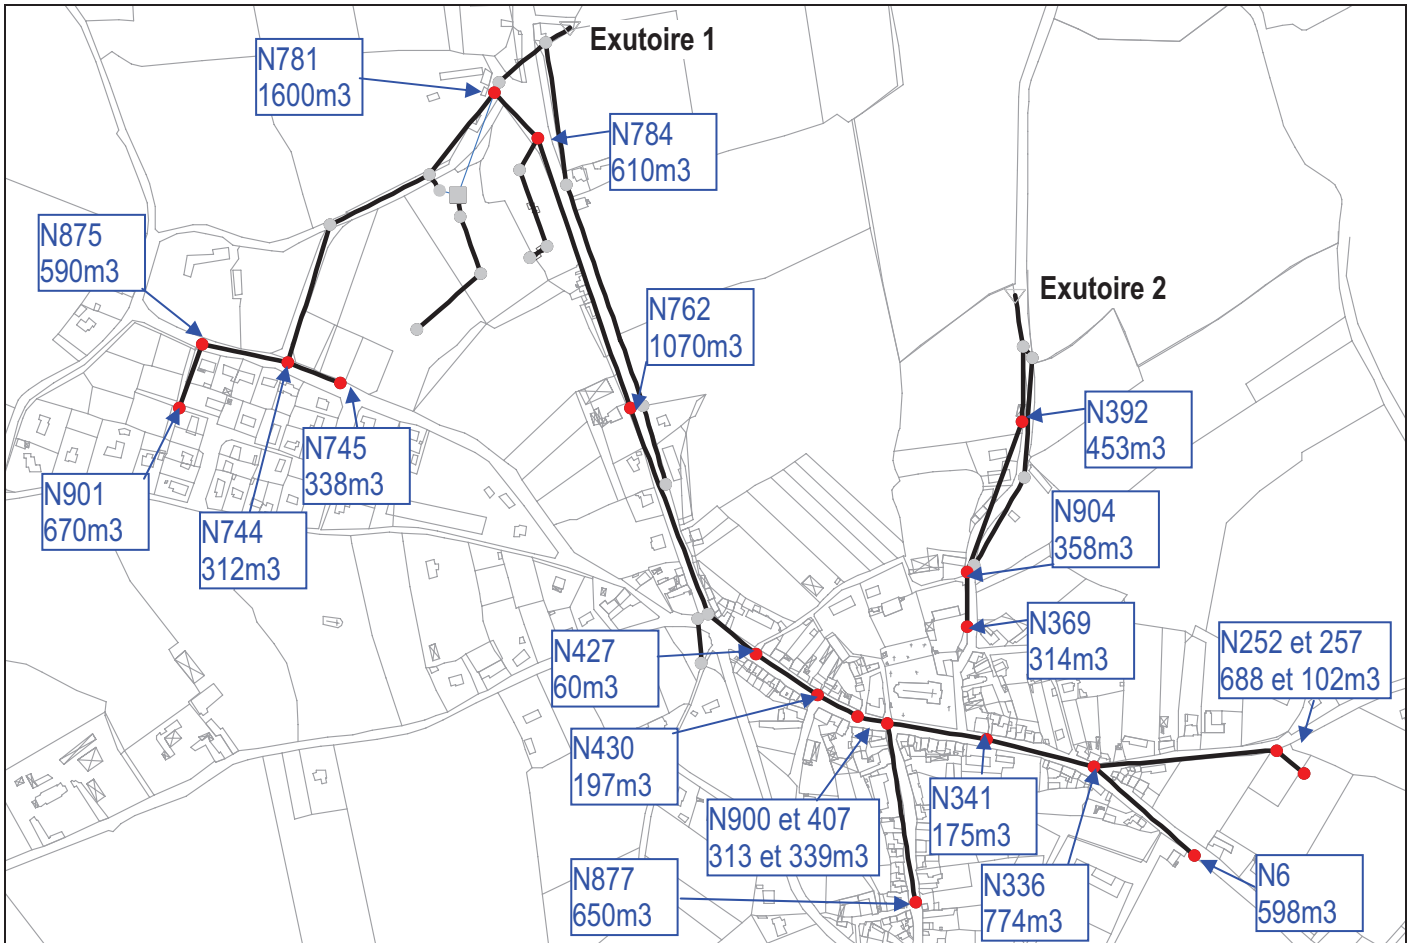 Exutoire 1
N781
1600m3
N784
610m3
N875
590m3
Exutoire 2
N762
1070m3
N392
453m3
N745
338m3
N901
670m3
N744
312m3
N904
358m3
N369
314m3
N252 et 257
688 et 102m3
N427
60m3
N430
197m3
N900 et 407
313 et 339m3
N341
175m3
N877
650m3
N336
774m3
N6
598m3